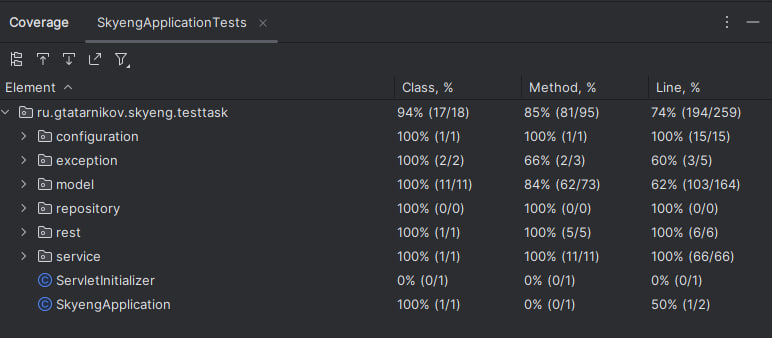 Coverage SkyengApplicationTests
Element Class, % Method, % Line, %
ru.gtatarnikov.skyeng.testtask 94% (17/18) 85% (81/95) 74% (194/259)
configuration 100% (1/1) 100% (1/1) 100% (15/15)
exception 100% (2/2) 66% (2/3) 60% (3/5)
model 100% (11/11) 84% (62/73) 62% (103/164)
repository 100% (0/0) 100% (0/0) 100% (0/0)
rest 100% (1/1) 100% (5/5) 100% (6/6)
service 100% (1/1) 100% (11/11) 100% (66/66)
ServletInitializer 0% (0/1) 0% (0/1) 0% (0/1)
SkyengApplication 100% (1/1) 0% (0/1) 50% (1/2)